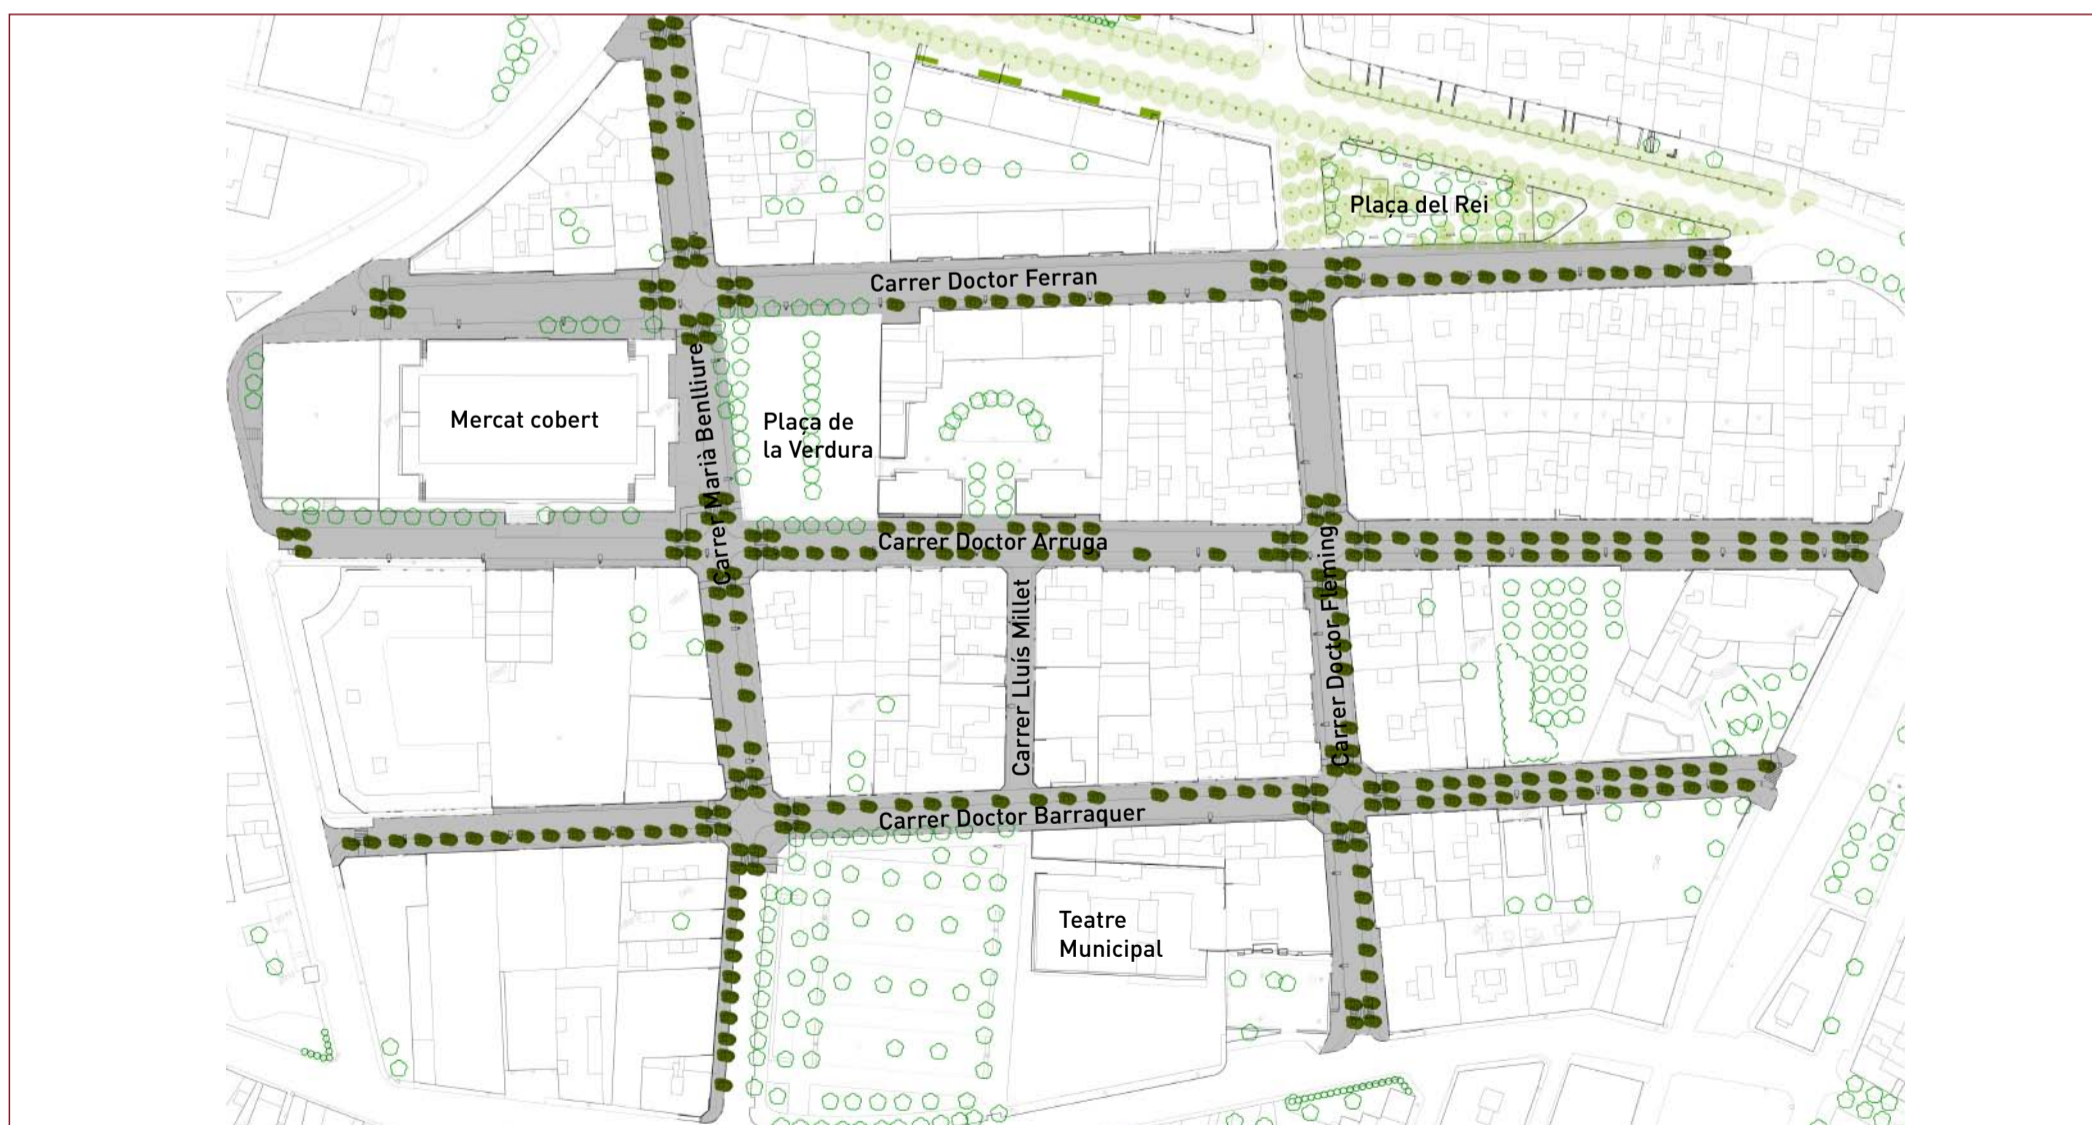 Plaça del Rei
Carrer Doctor Ferran
Mercat cobert
Carrer Marià Benlliure
Plaça de
la Verdura
Carrer Doctor Arruga
Carrer Lluís Millet
Carrer Doctor Fleming
Carrer Doctor Barraquer
Teatre
Municipal